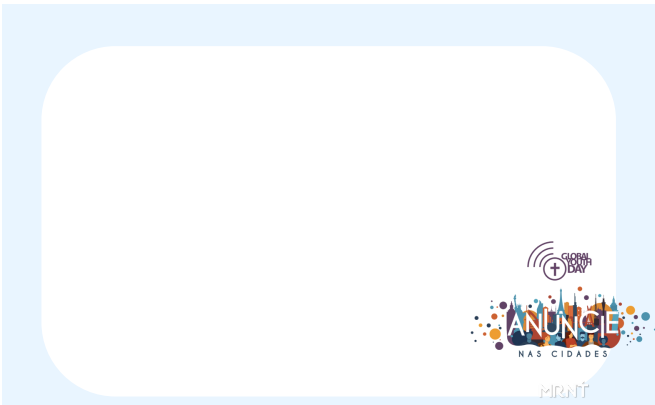 GLOBAL
YOUTH
DAY
ANUNCIE
NAS CIDADES
MRNT